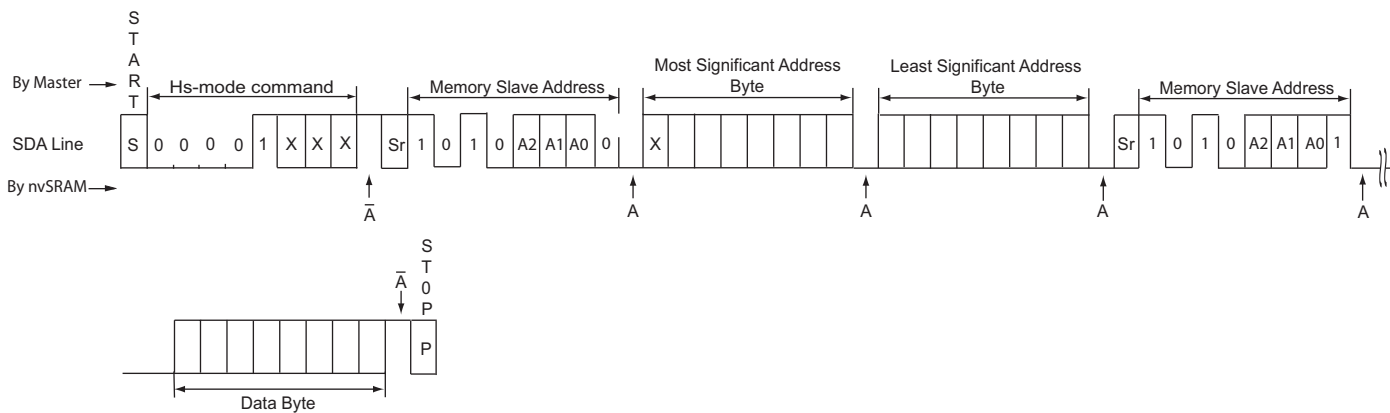 START
By Master
Hs-mode command
Memory Slave Address
Most Significant Address
Byte
Least Significant Address
Byte
Memory Slave Address
SDA Line
S 0 0 0 0 1 X X X Sr 1 0 1 0 A2 A1 A0 0 X Sr 1 0 1 0 A2 A1 A0 1
By nvSRAM
A̅ A A A A
A̅
ST0P
P
Data Byte